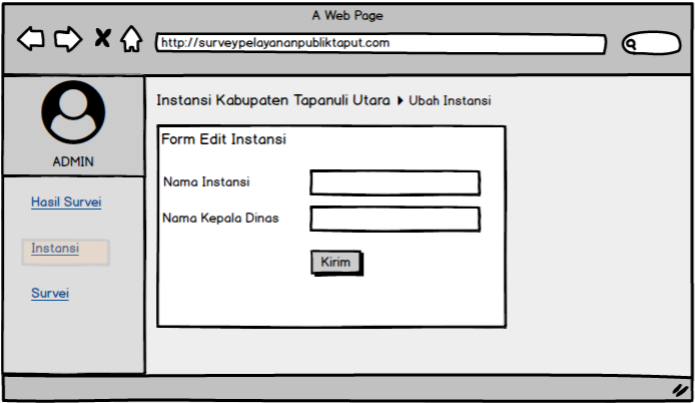 A Web Page
http://surveypelayananpubliktaput.com
ADMIN
Hasil Survei
Instansi
Survei
Instansi Kabupaten Tapanuli Utara ▶ Ubah Instansi
Form Edit Instansi
Nama Instansi
Nama Kepala Dinas
Kirim